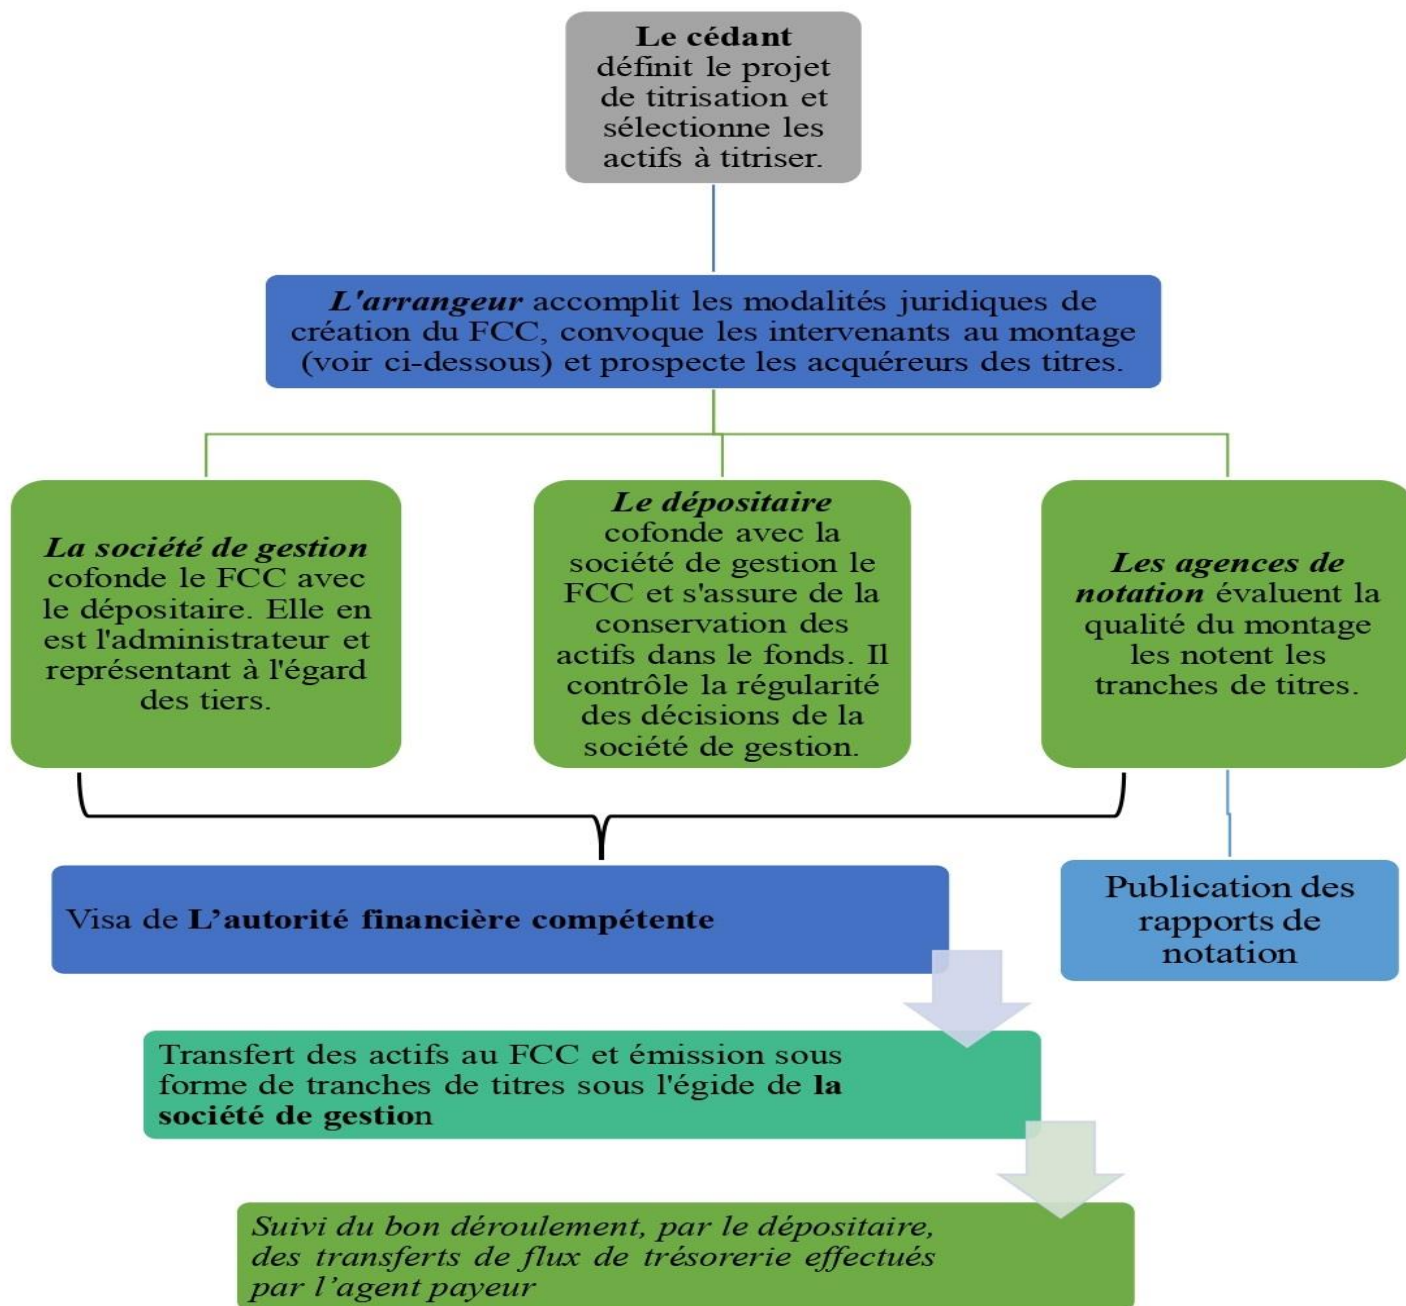 Le cédant
définit le projet
de titrisation et
sélectionne les
actifs à titriser.
L'arrangeur accomplit les modalités juridiques de
création du FCC, convoque les intervenants au montage
(voir ci-dessous) et prospecte les acquéreurs des titres.
La société de gestion
cofonde le FCC avec
le dépositaire. Elle en
est l'administrateur et
représentant à l'égard
des tiers.
Le dépositaire
cofonde avec la
société de gestion le
FCC et s'assure de la
conservation des
actifs dans le fonds. Il
contrôle la régularité
des décisions de la
société de gestion.
Les agences de
notation évaluent la
qualité du montage
les notent les
tranches de titres.
Visa de L’autorité financière compétente
Publication des
rapports de
notation
Transfert des actifs au FCC et émission sous
forme de tranches de titres sous l'égide de la
société de gestion
Suivi du bon déroulement, par le dépositaire,
des transferts de flux de trésorerie effectués
par l’agent payeur